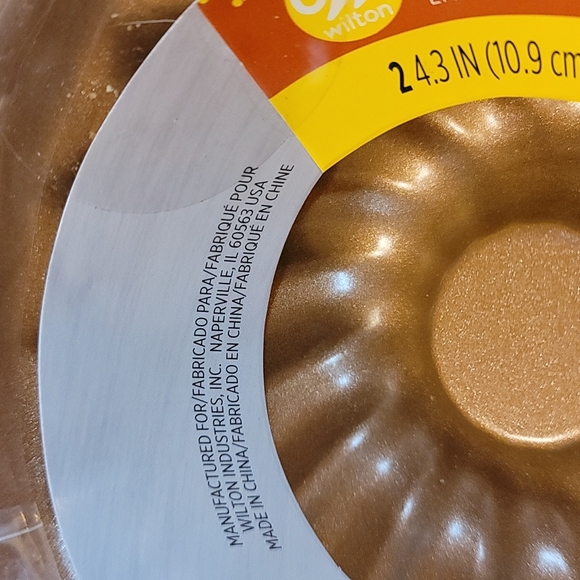 wilton
2 4.3 IN (10.9 cm
MANUFACTURED FOR/FABRICADO PARA/FABRIQUÉ POUR
WILTON INDUSTRIES, INC. NAPERVILLE, IL 60563 USA
MADE IN CHINA/FABRICADO EN CHINA/FABRIQUÉ EN CHINE